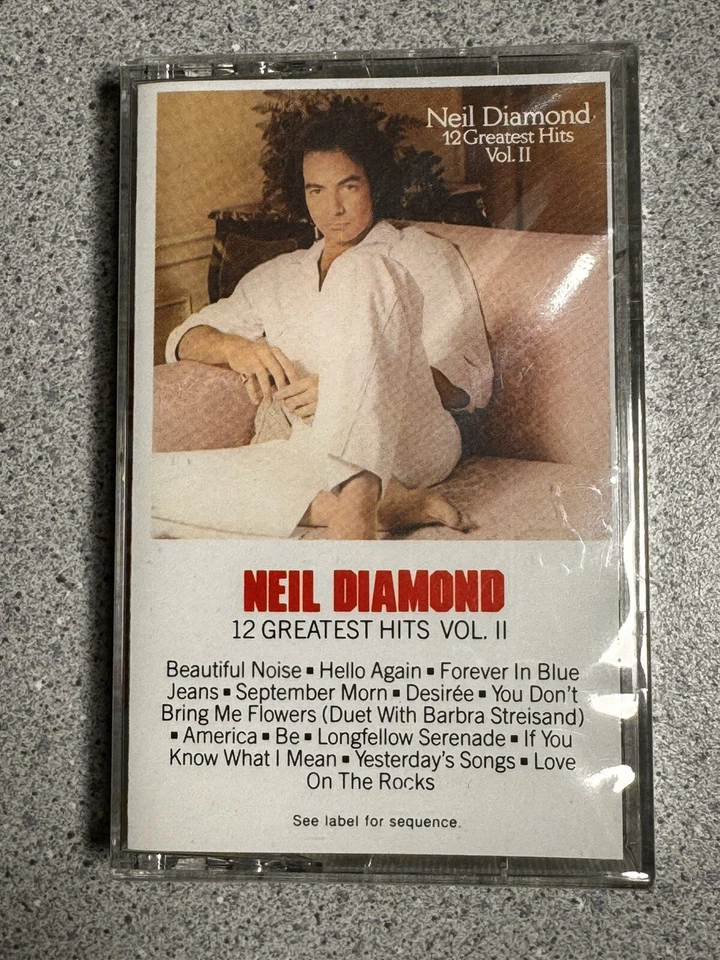 Neil Diamond
12 Greatest Hits
Vol. II
NEIL DIAMOND
12 GREATEST HITS VOL. II
Beautiful Noise ▪ Hello Again ▪ Forever In Blue
Jeans ▪ September Morn ▪ Desirée ▪ You Don't
Bring Me Flowers (Duet With Barbra Streisand)
▪ America ▪ Be ▪ Longfellow Serenade ▪ If You
Know What I Mean ▪ Yesterday's Songs ▪ Love
On The Rocks
See label for sequence.